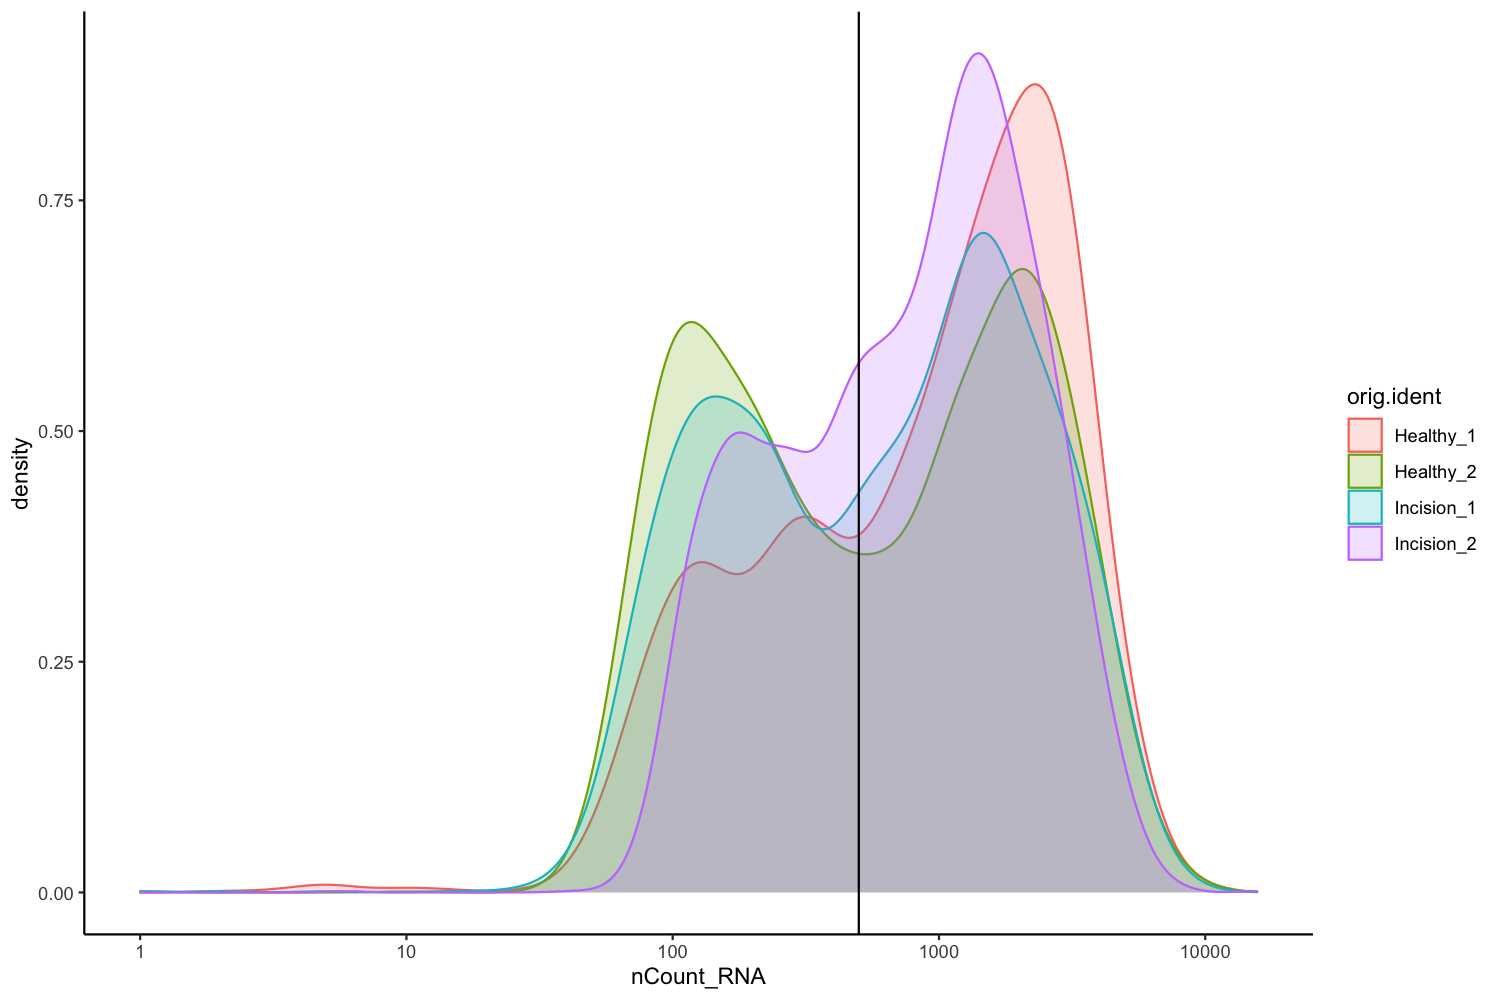 density
0.75
0.50
0.25
0.00
1
10
100
1000
10000
nCount_RNA
orig.ident
Healthy_1
Healthy_2
Incision_1
Incision_2